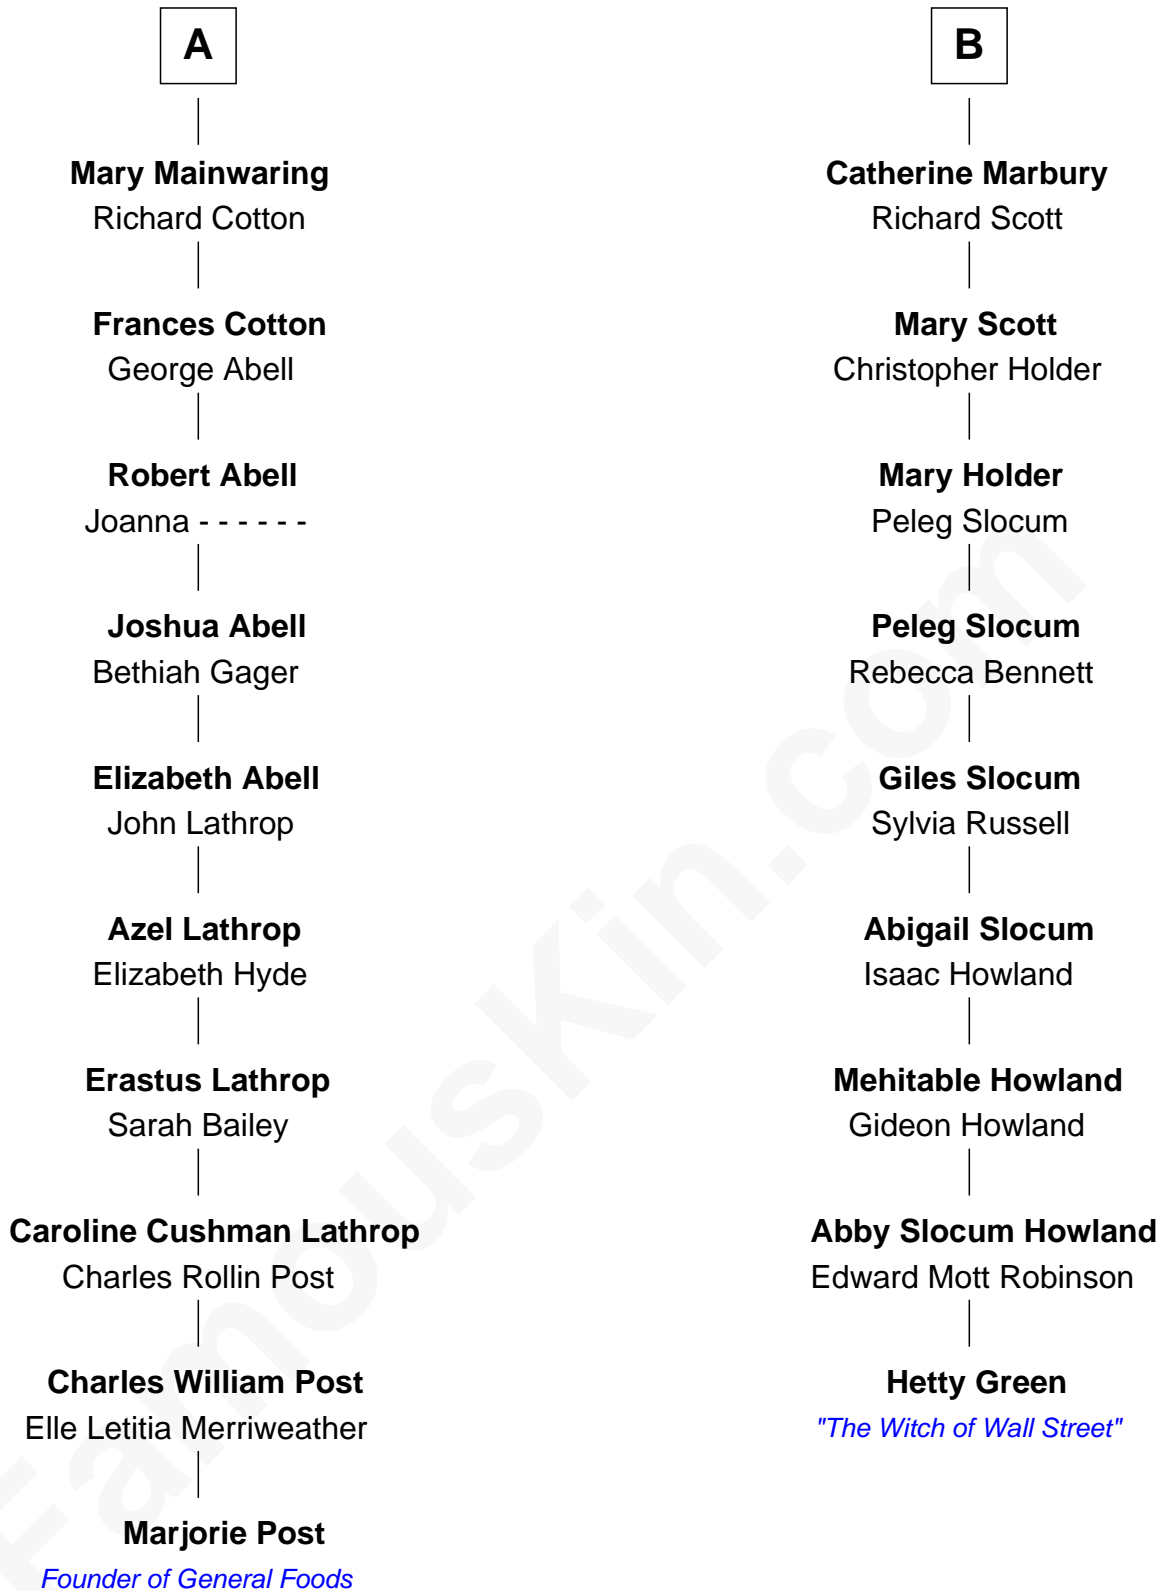 A
Mary Mainwaring
Richard Cotton
Frances Cotton
George Abell
Robert Abell
Joanna - - - - - -
Joshua Abell
Bethiah Gager
Elizabeth Abell
John Lathrop
Azel Lathrop
Elizabeth Hyde
Erastus Lathrop
Sarah Bailey
Caroline Cushman Lathrop
Charles Rollin Post
Charles William Post
Elle Letitia Merriweather
Marjorie Post
Founder of General Foods
B
Catherine Marbury
Richard Scott
Mary Scott
Christopher Holder
Mary Holder
Peleg Slocum
Peleg Slocum
Rebecca Bennett
Giles Slocum
Sylvia Russell
Abigail Slocum
Isaac Howland
Mehitable Howland
Gideon Howland
Abby Slocum Howland
Edward Mott Robinson
Hetty Green
"The Witch of Wall Street"
FamousKin.com